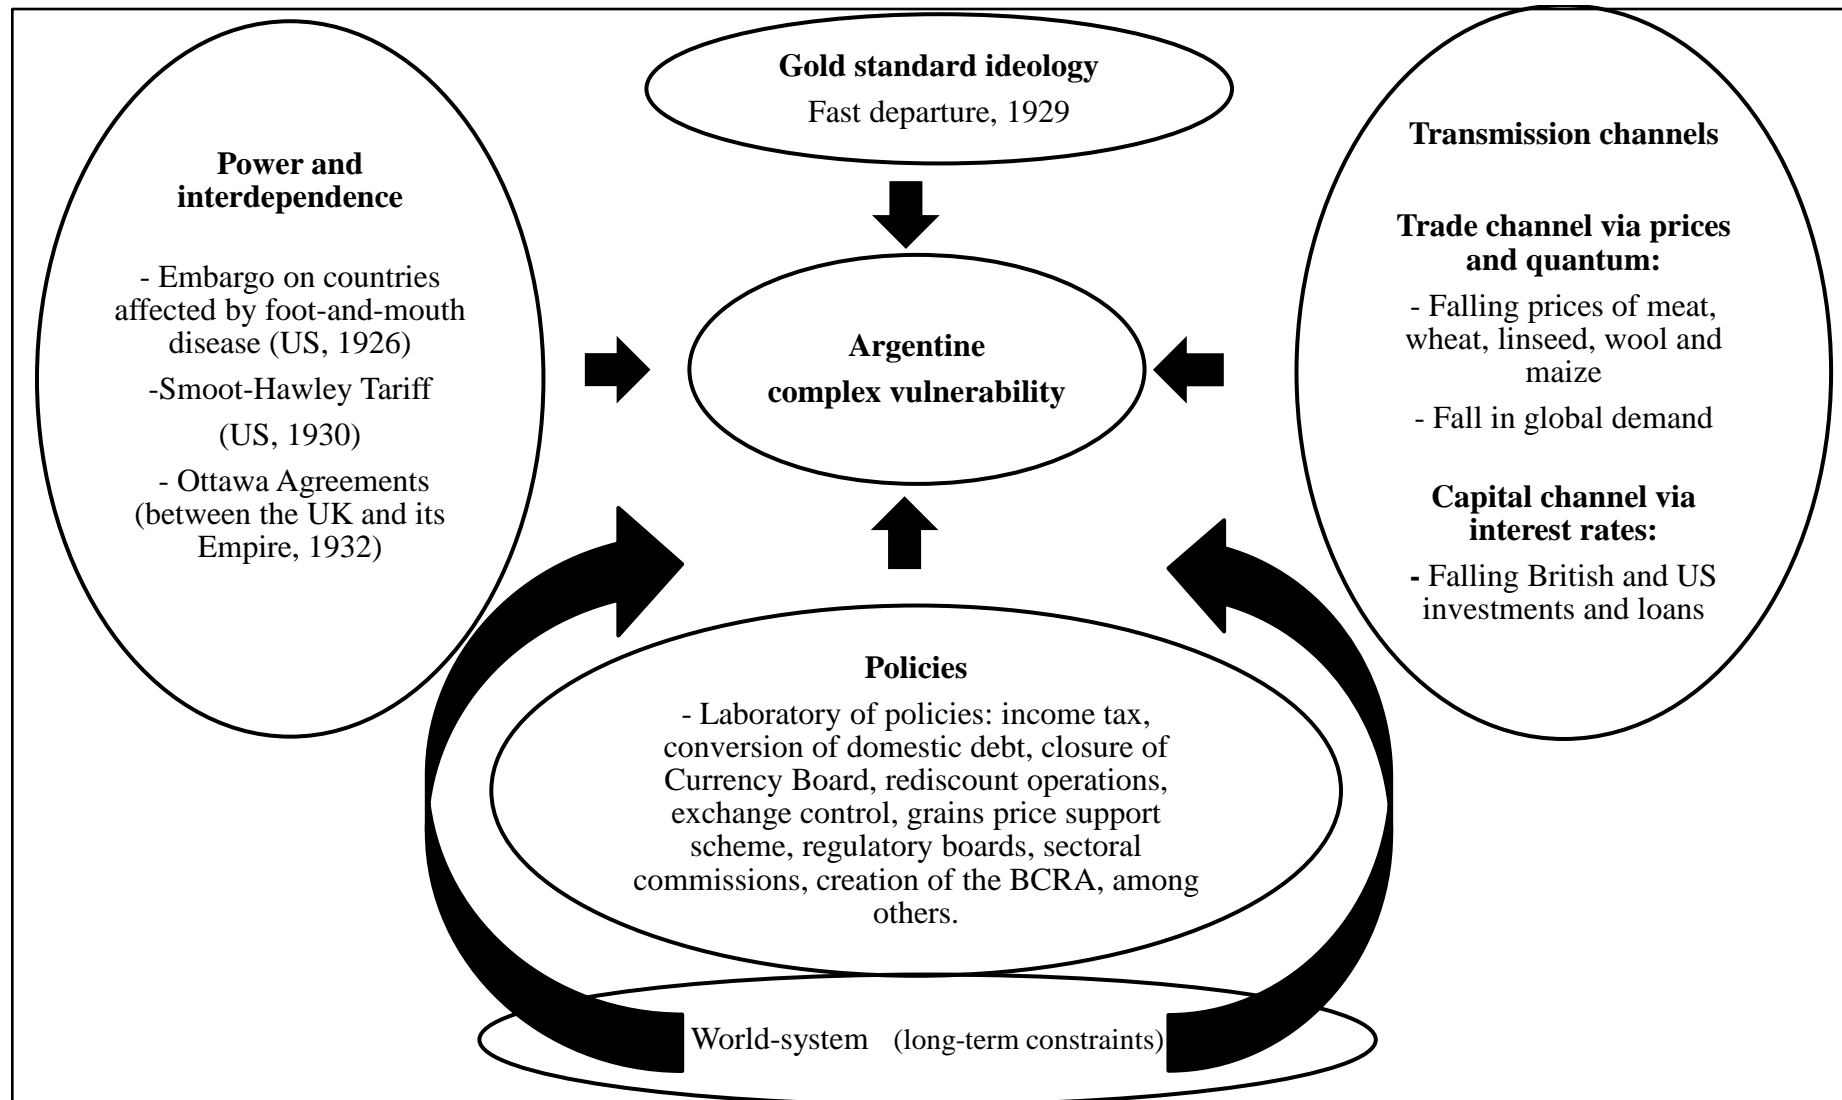 Gold standard ideology
Fast departure, 1929
Power and
interdependence
- Embargo on countries
affected by foot-and-mouth
disease (US, 1926)
-Smoot-Hawley Tariff
(US, 1930)
- Ottawa Agreements
(between the UK and its
Empire, 1932)
Argentine
complex vulnerability
Transmission channels
Trade channel via prices
and quantum:
- Falling prices of meat,
wheat, linseed, wool and
maize
- Fall in global demand
Capital channel via
interest rates:
- Falling British and US
investments and loans
Policies
- Laboratory of policies: income tax,
conversion of domestic debt, closure of
Currency Board, rediscount operations,
exchange control, grains price support
scheme, regulatory boards, sectoral
commissions, creation of the BCRA, among
others.
World-system (long-term constraints)